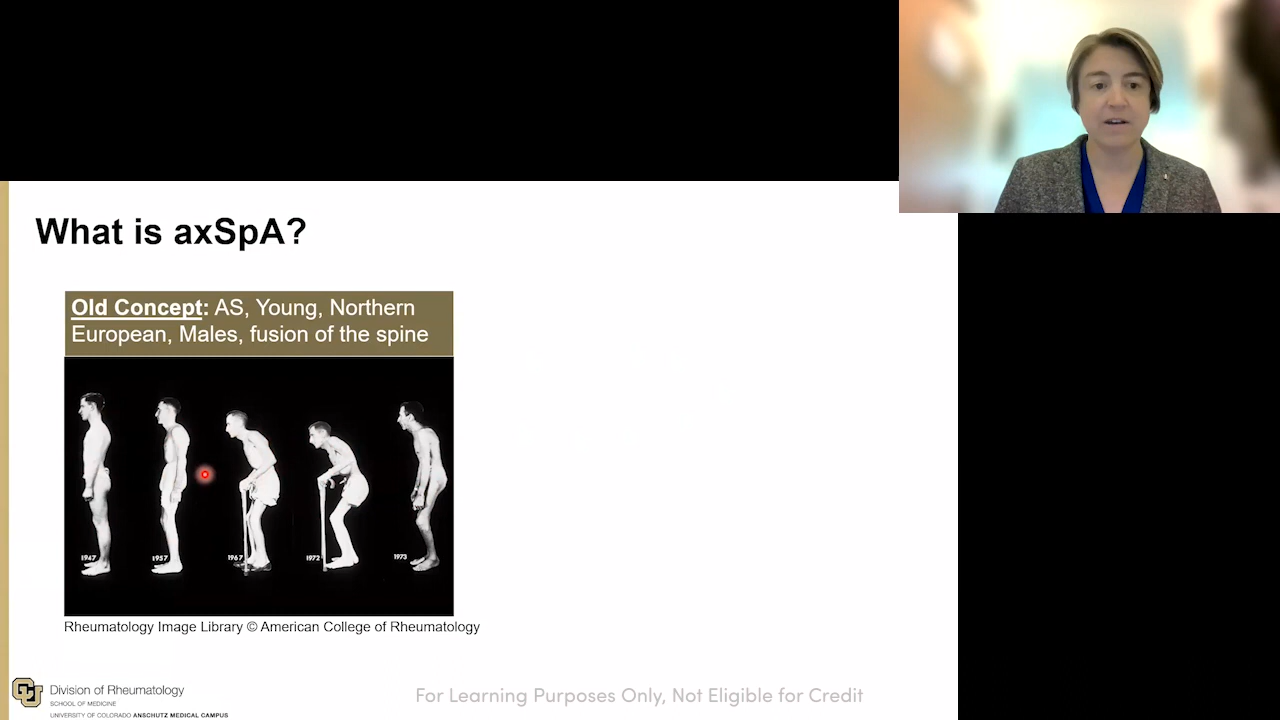 What is axSpA?
Old Concept: AS, Young, Northern
European, Males, fusion of the spine
1947
1957
1967
1972
1973
Rheumatology Image Library © American College of Rheumatology
CU
Division of Rheumatology
SCHOOL OF MEDICINE
UNIVERSITY OF COLORADO ANSCHUTZ MEDICAL CAMPUS
For Learning Purposes Only, Not Eligible for Credit